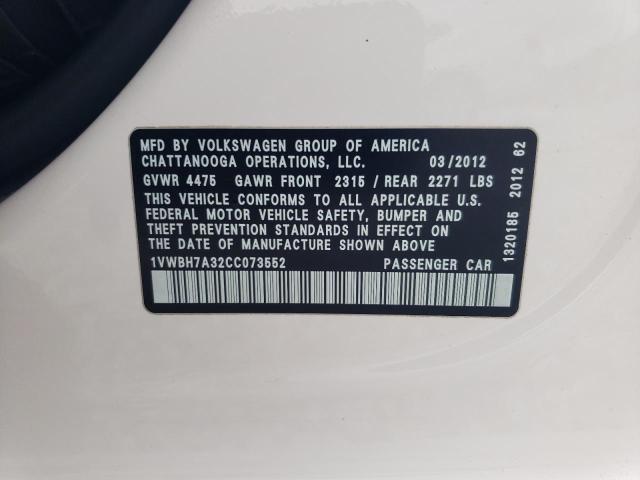 MFD BY VOLKSWAGEN GROUP OF AMERICA
CHATTANOOGA OPERATIONS, LLC. 03/2012
GVWR 4475 GAWR FRONT 2315 / REAR 2271 LBS
THIS VEHICLE CONFORMS TO ALL APPLICABLE U.S.
FEDERAL MOTOR VEHICLE SAFETY, BUMPER AND
THEFT PREVENTION STANDARDS IN EFFECT ON
THE DATE OF MANUFACTURE SHOWN ABOVE
1VWBH7A32CC073552 PASSENGER CAR
1320185 2012 62